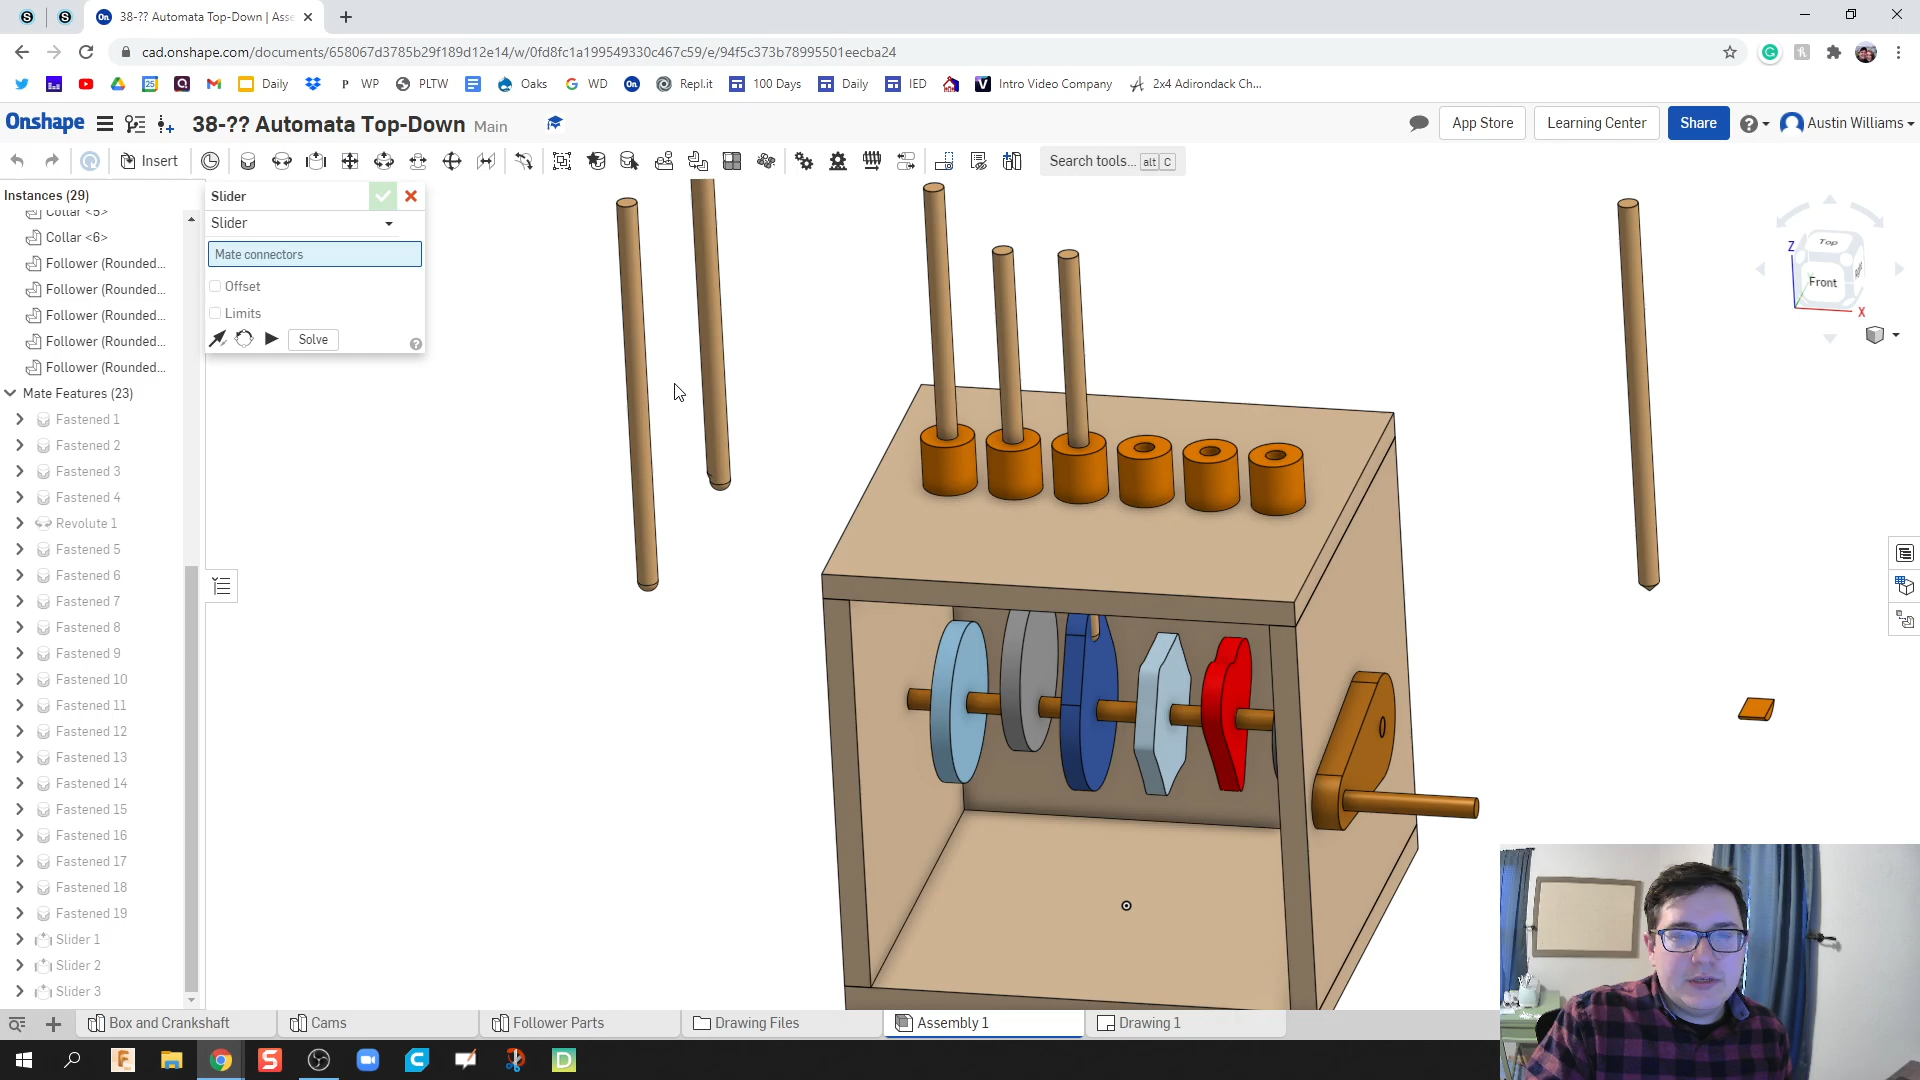 38-?? Automata Top-Down | Asse
cad.onshape.com/documents/658067d3785b29f189d12e14/w/0fd8fc1a199549330c467c59/e/94f5c373b78995501eecba24
Daily
P WP
PLTW
Oaks
WD
Repl.it
100 Days
Daily
IED
Intro Video Company
2x4 Adirondack Ch...
Onshape
38-?? Automata Top-Down Main
App Store
Learning Center
Share
Austin Williams
Insert
Search tools... alt C
Instances (29)
Collar <5>
Collar <6>
Follower (Rounded...
Follower (Rounded...
Follower (Rounded...
Follower (Rounded...
Follower (Rounded...
Mate Features (23)
Fastened 1
Fastened 2
Fastened 3
Fastened 4
Revolute 1
Fastened 5
Fastened 6
Fastened 7
Fastened 8
Fastened 9
Fastened 10
Fastened 11
Fastened 12
Fastened 13
Fastened 14
Fastened 15
Fastened 16
Fastened 17
Fastened 18
Fastened 19
Slider 1
Slider 2
Slider 3
Slider
Slider
Mate connectors
Offset
Limits
Solve
Top
Z
Front
X
Box and Crankshaft
Cams
Follower Parts
Drawing Files
Assembly 1
Drawing 1